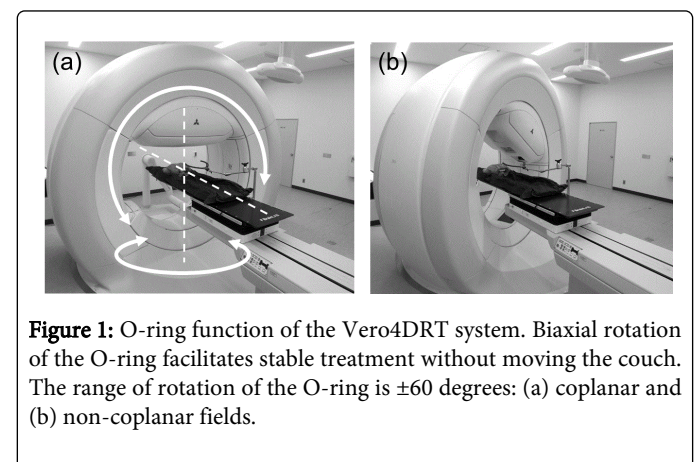 (a)
(b)
Figure 1: O-ring function of the Vero4DRT system. Biaxial rotation
of the O-ring facilitates stable treatment without moving the couch.
The range of rotation of the O-ring is ±60 degrees: (a) coplanar and
(b) non-coplanar fields.